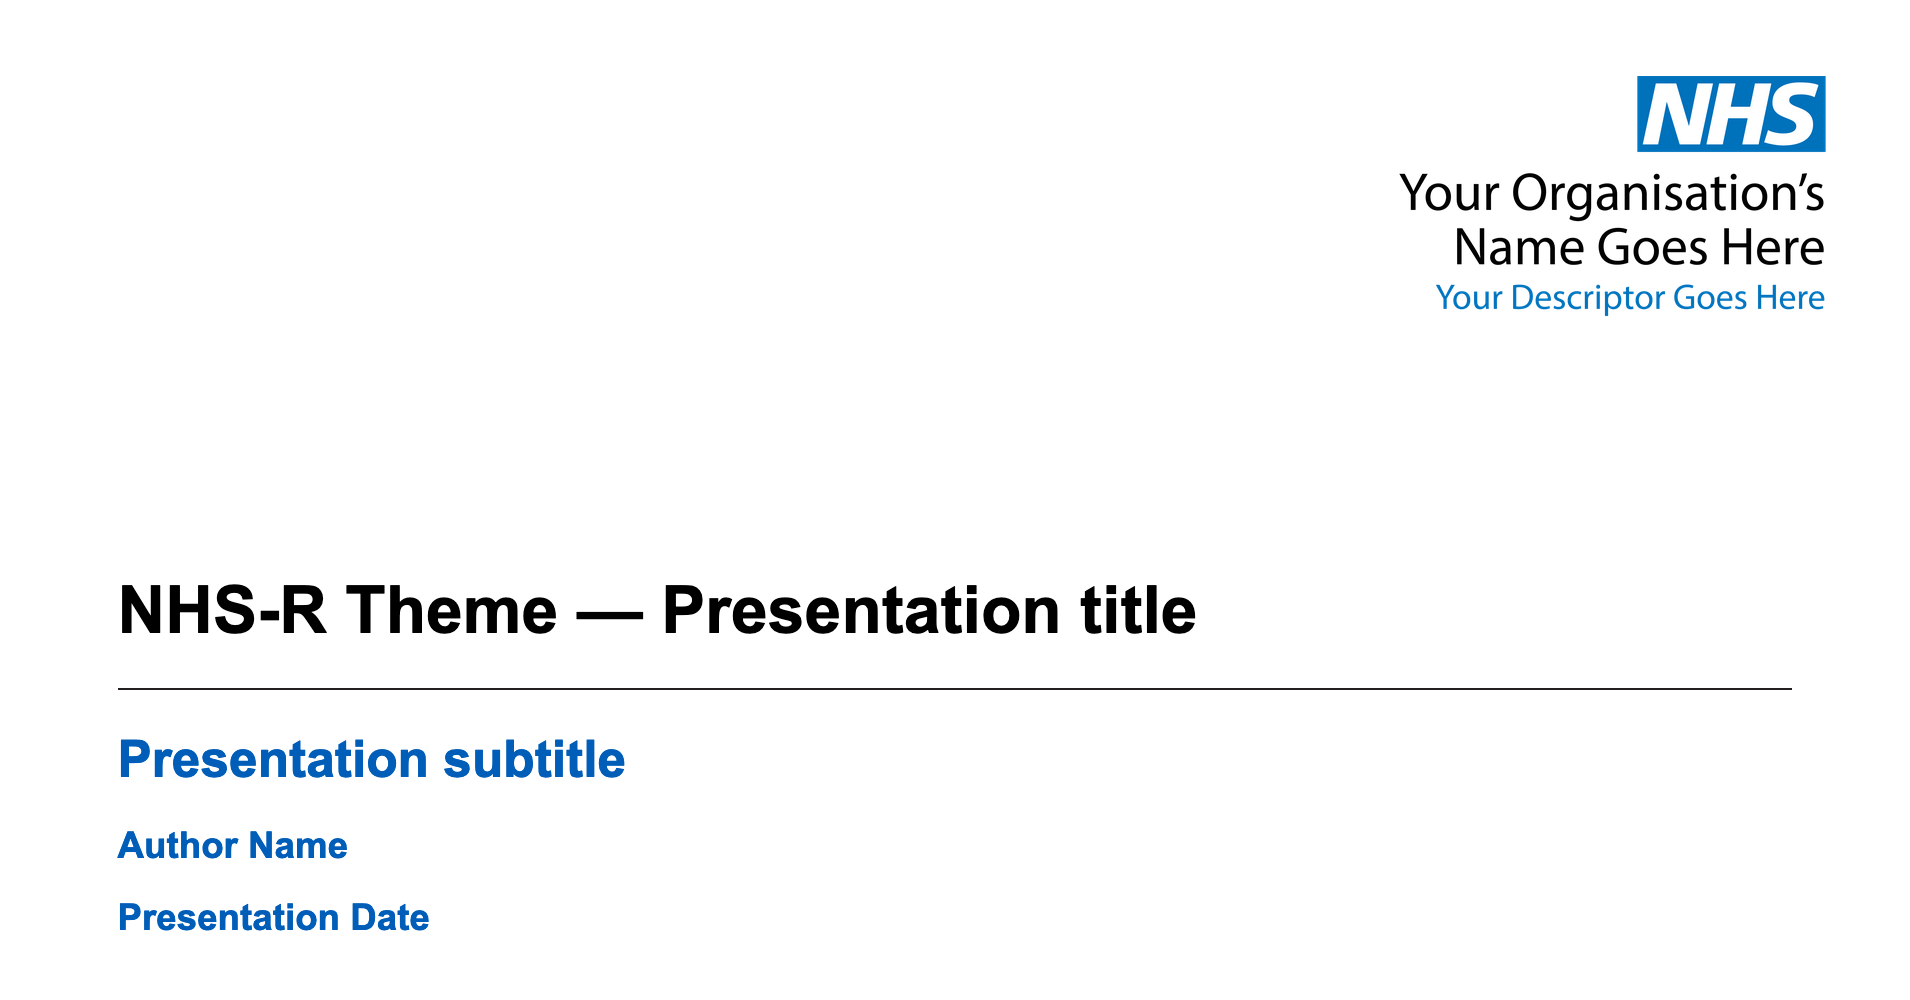 NHS
Your Organisation’s
Name Goes Here
Your Descriptor Goes Here
NHS-R Theme — Presentation title
Presentation subtitle
Author Name
Presentation Date